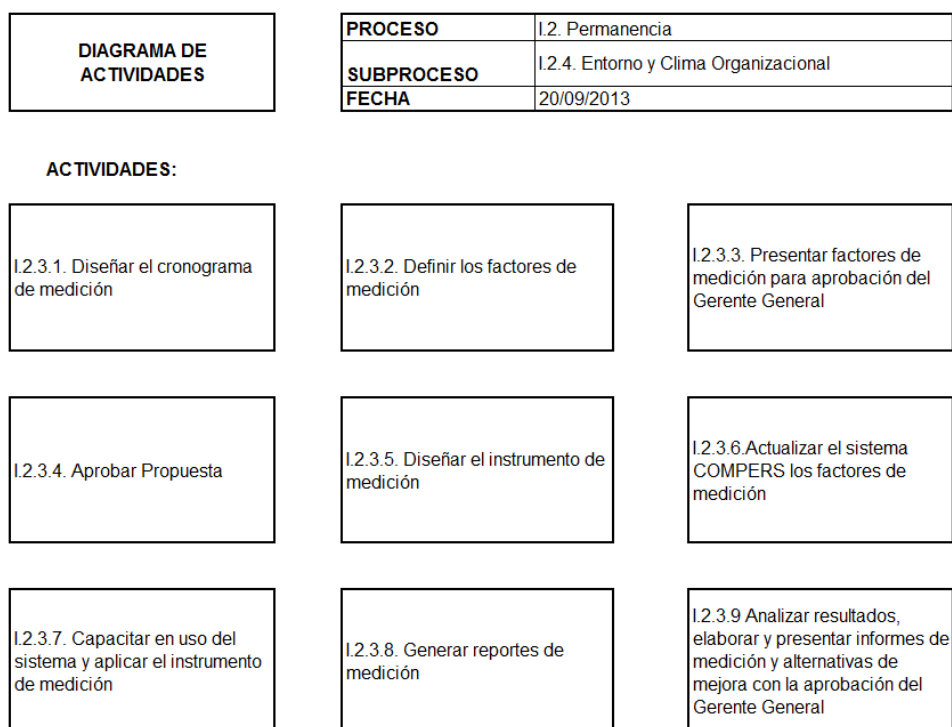 DIAGRAMA DE
ACTIVIDADES
PROCESO I.2. Permanencia
SUBPROCESO I.2.4. Entorno y Clima Organizacional
FECHA 20/09/2013
ACTIVIDADES:
I.2.3.1. Diseñar el cronograma
de medición
I.2.3.2. Definir los factores de
medición
I.2.3.3. Presentar factores de
medición para aprobación del
Gerente General
I.2.3.4. Aprobar Propuesta
I.2.3.5. Diseñar el instrumento de
medición
I.2.3.6.Actualizar el sistema
COMPERS los factores de
medición
I.2.3.7. Capacitar en uso del
sistema y aplicar el instrumento
de medición
I.2.3.8. Generar reportes de
medición
I.2.3.9 Analizar resultados,
elaborar y presentar informes de
medición y alternativas de
mejora con la aprobación del
Gerente General